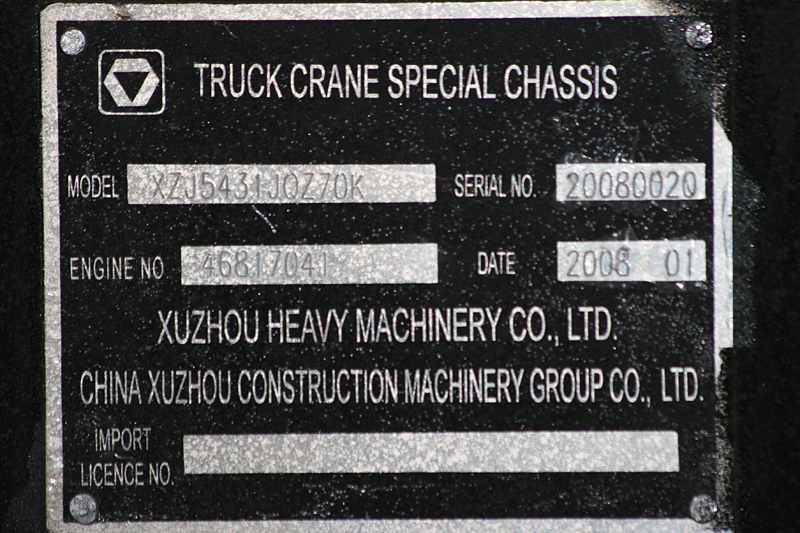 TRUCK CRANE SPECIAL CHASSIS
MODEL XZJ5431JQZ70K SERIAL NO. 20080020
ENGINE NO 46817041 DATE 2008 01
XUZHOU HEAVY MACHINERY CO., LTD.
CHINA XUZHOU CONSTRUCTION MACHINERY GROUP CO., LTD.
IMPORT
LICENCE NO.